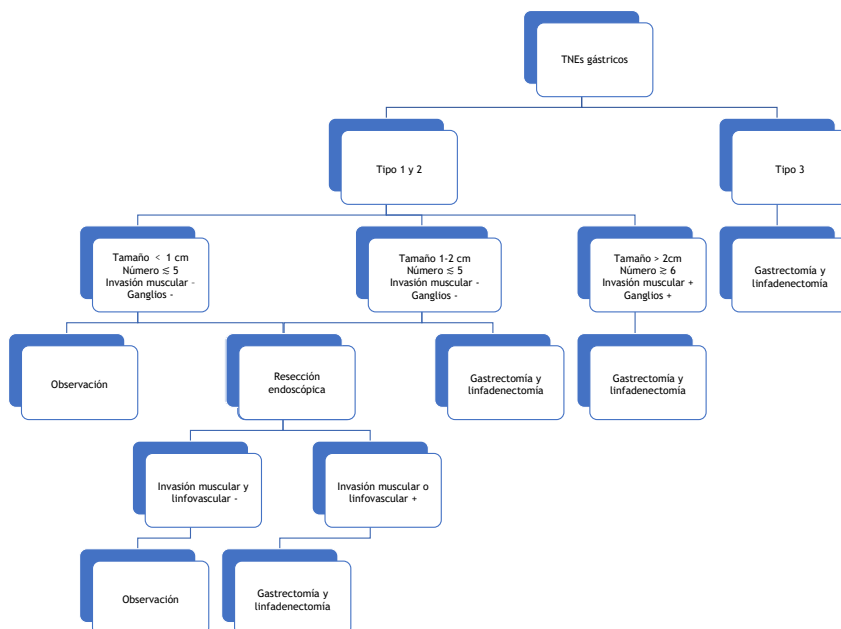 TNEs gástricos
Tipo 1 y 2
Tipo 3
Tamaño < 1 cm
Número ≤ 5
Invasión muscular -
Ganglios -
Tamaño 1-2 cm
Número ≤ 5
Invasión muscular -
Ganglios -
Tamaño > 2cm
Número ≥ 6
Invasión muscular +
Ganglios +
Gastrectomía y
linfadenectomía
Observación
Resección
endoscópica
Gastrectomía y
linfadenectomía
Gastrectomía y
linfadenectomía
Invasión muscular y
linfovascular -
Invasión muscular o
linfovascular +
Observación
Gastrectomía y
linfadenectomía